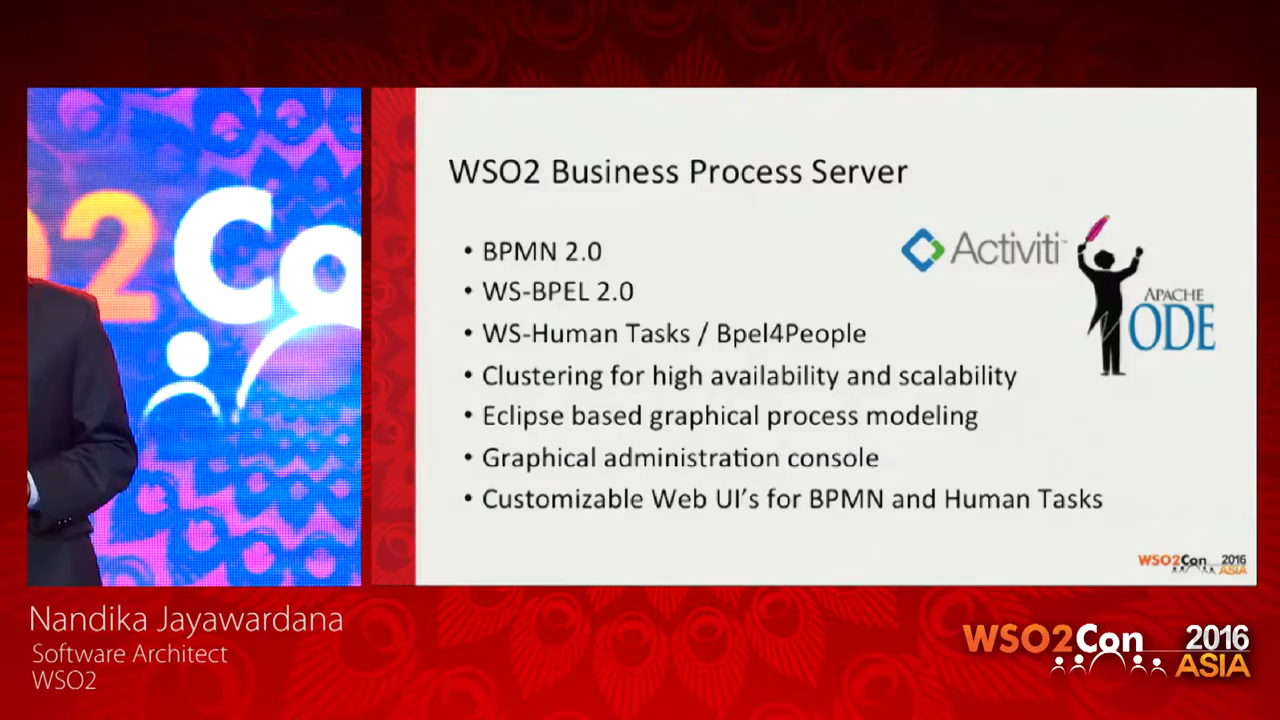 O2Co
WSO2 Business Process Server
• BPMN 2.0
• WS-BPEL 2.0
• WS-Human Tasks / Bpel4People
• Clustering for high availability and scalability
• Eclipse based graphical process modeling
• Graphical administration console
• Customizable Web UI's for BPMN and Human Tasks
Activiti™
APACHE
ODE
WSO2Con 2016
ASIA
Nandika Jayawardana
Software Architect
WSO2
WSO2Con 2016
ASIA